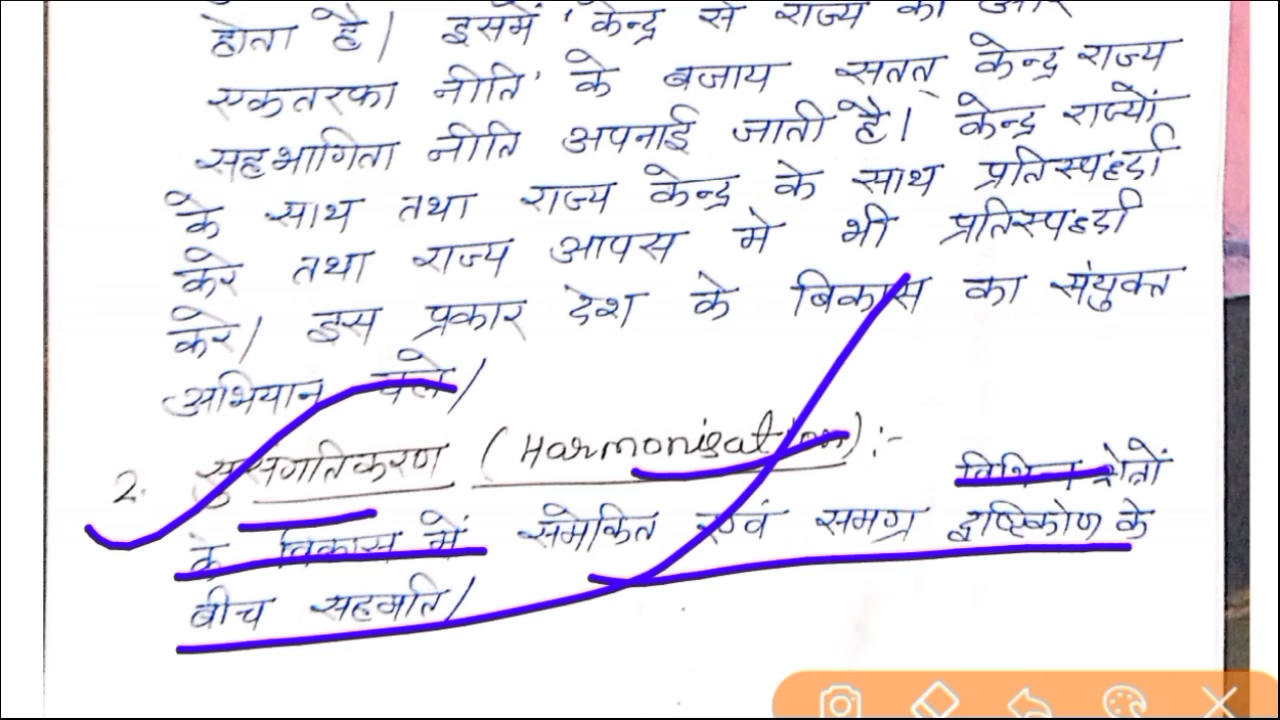 होता है। इसमें ' केन्द्र से राज्य की ओर
एकतरफा नीति' के बजाय सतत् केन्द्र राज्य
सहभागिता नीति अपनाई जाती है। केन्द्र राज्यों
के साथ तथा राज्य केन्द्र के साथ प्रतिस्पर्द्धा
करे तथा राज्य आपस मे भी प्रतिस्पर्द्धा
करे। इस प्रकार देश के विकास का संयुक्त
अभियान चले।
2. सुसंगतिकरण (Harmonisation) :-
विभिन्न क्षेत्रों
के विकास में समेकित एवं समग्र दृष्टिकोण के
बीच सहमति।